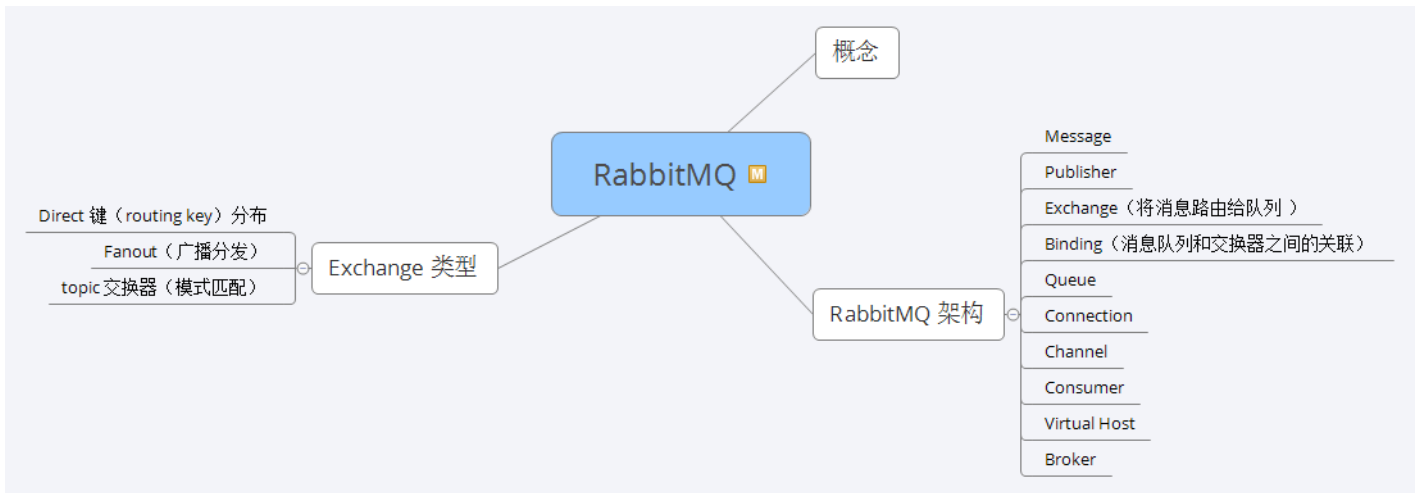 概念
RabbitMQ M
Message
Publisher
Exchange（将消息路由给队列 ）
Binding（消息队列和交换器之间的关联）
Queue
Connection
Channel
Consumer
Virtual Host
Broker
RabbitMQ 架构
Exchange 类型
Direct 键（routing key）分布
Fanout（广播分发）
topic 交换器（模式匹配）